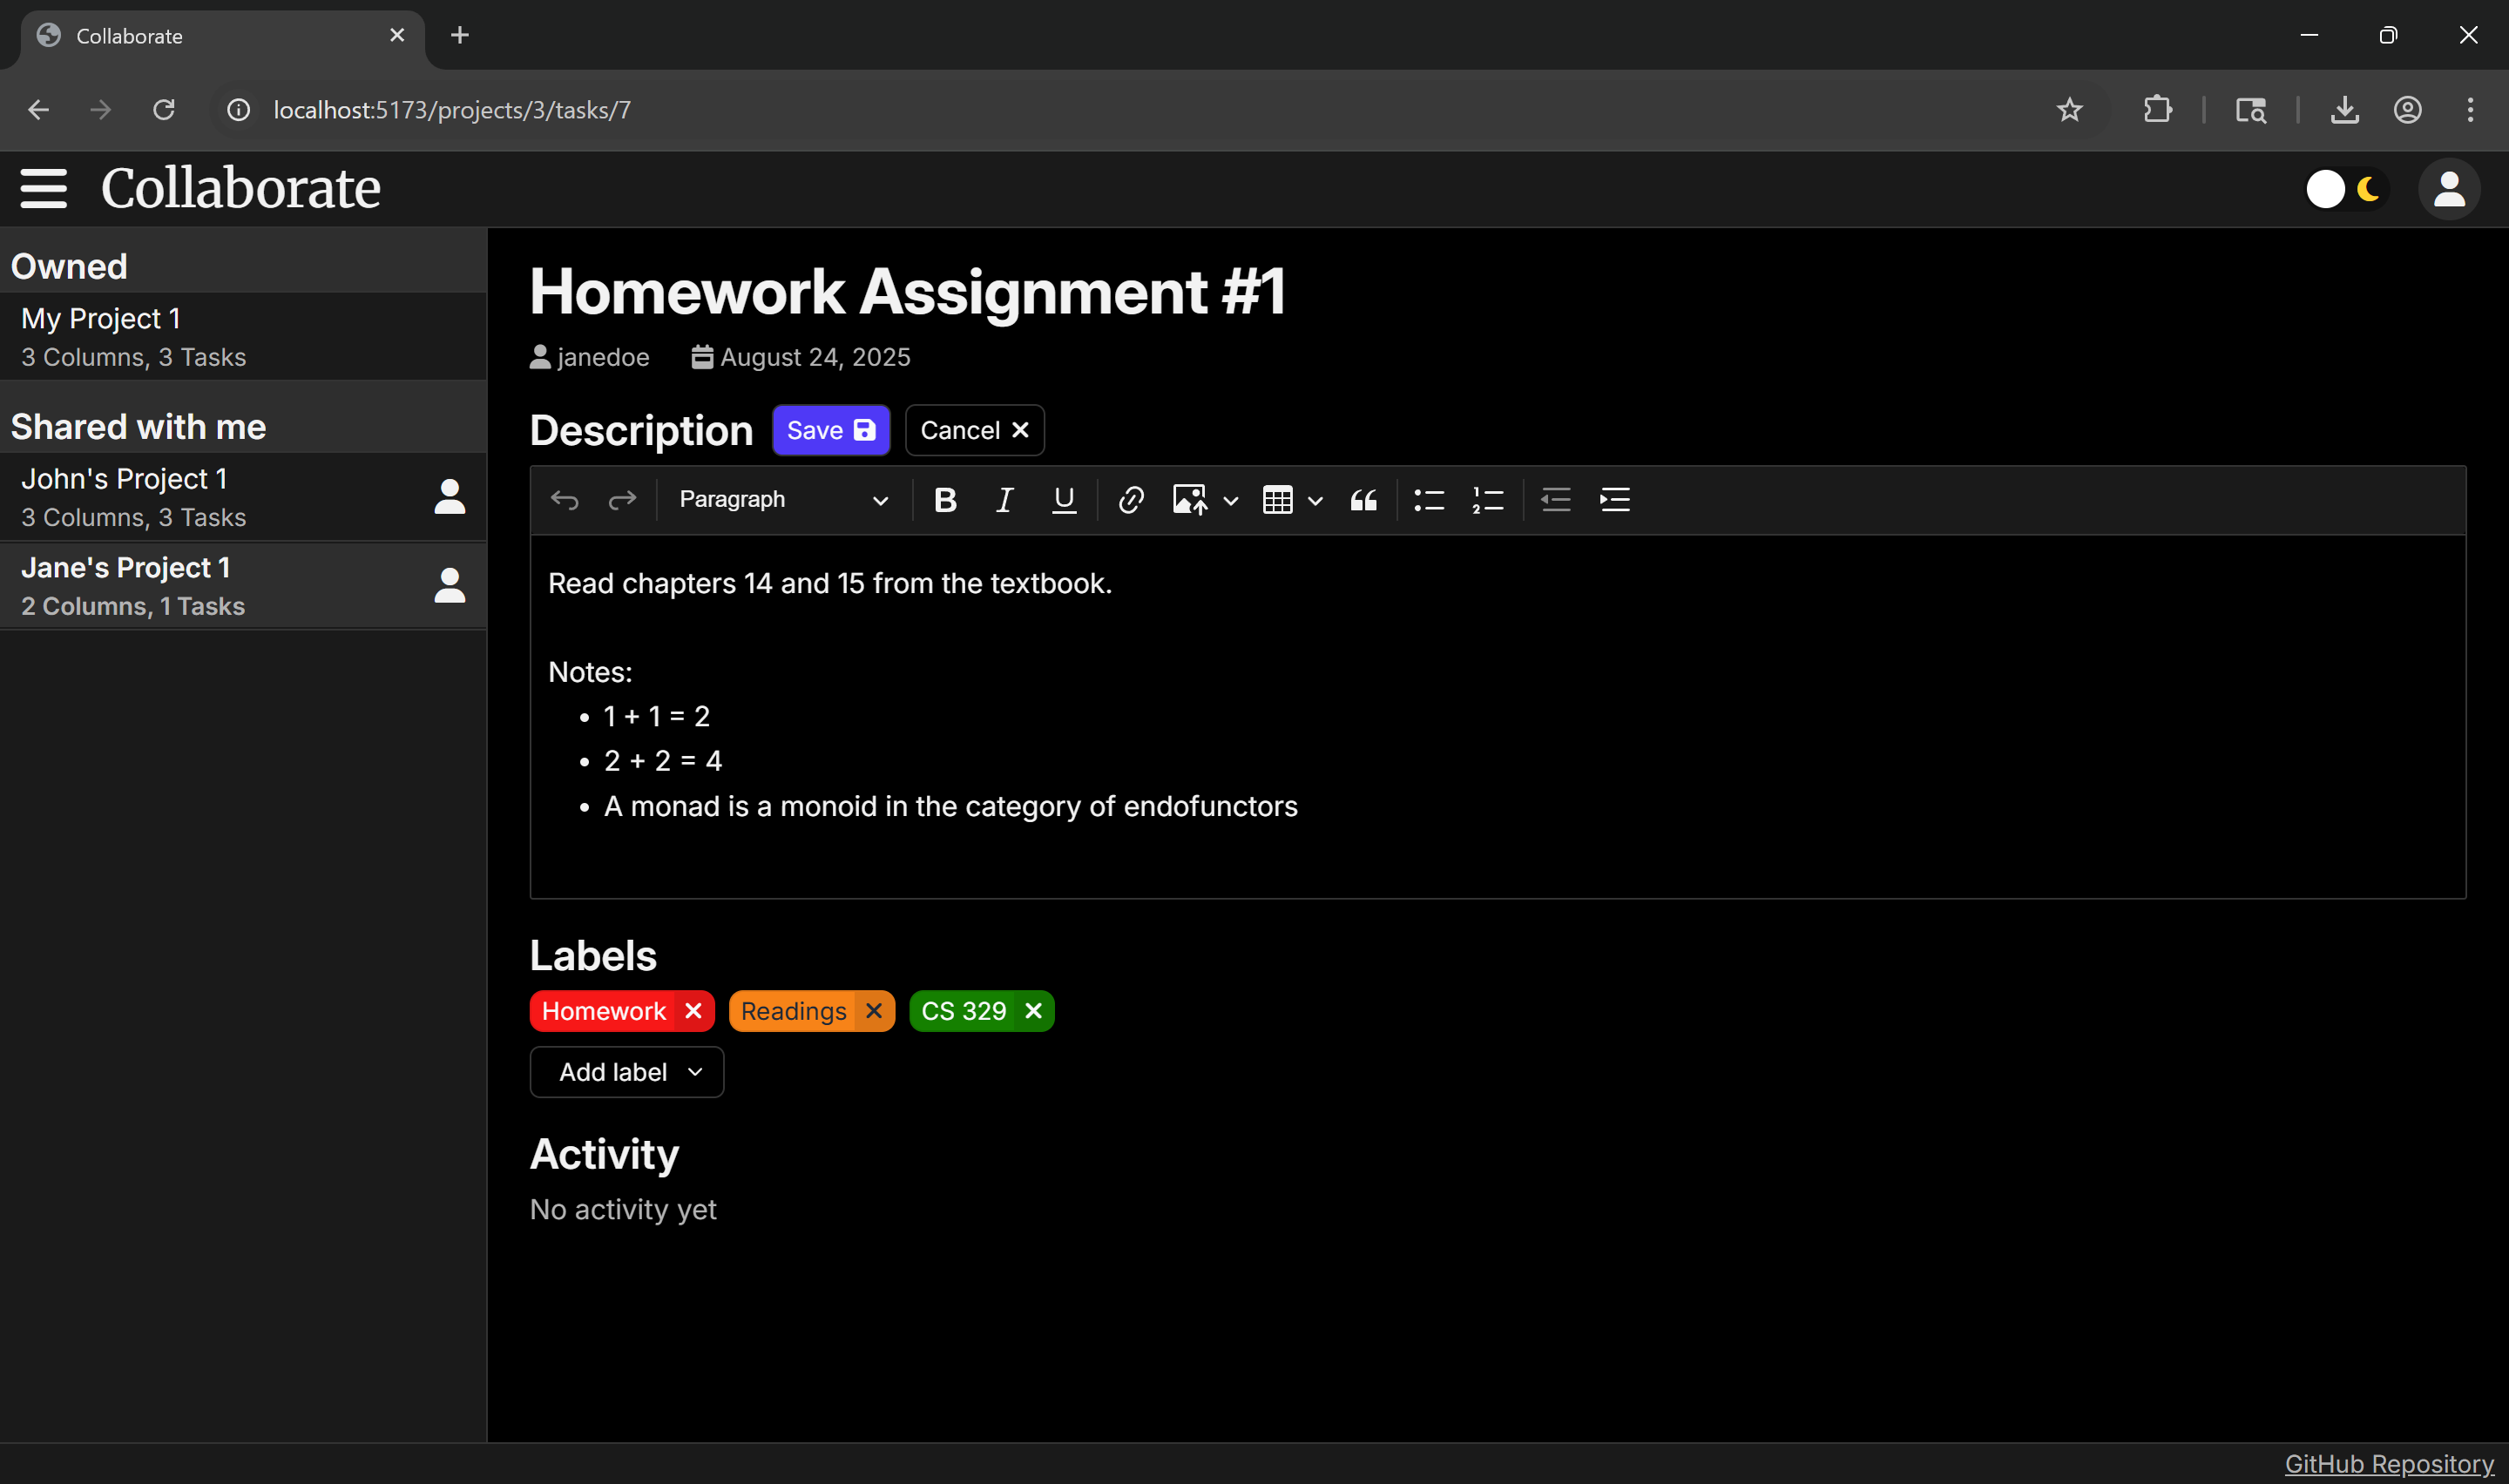 Collaborate
localhost:5173/projects/3/tasks/7
Collaborate
Owned
My Project 1
3 Columns, 3 Tasks
Shared with me
John's Project 1
3 Columns, 3 Tasks
Jane's Project 1
2 Columns, 1 Tasks
Homework Assignment #1
janedoe August 24, 2025
Description Save Cancel
Paragraph B I U
Read chapters 14 and 15 from the textbook.
Notes:
• 1 + 1 = 2
• 2 + 2 = 4
• A monad is a monoid in the category of endofunctors
Labels
Homework Readings CS 329
Add label
Activity
No activity yet
GitHub Repository